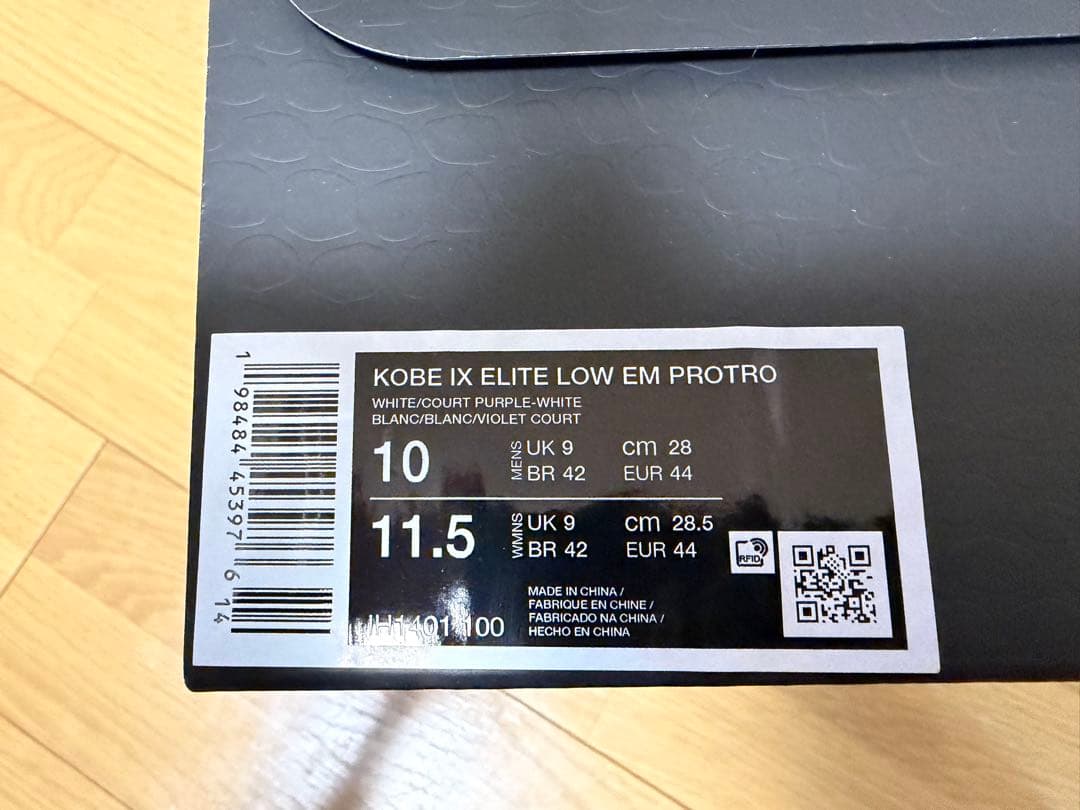 KOBE IX ELITE LOW EM PROTRO
WHITE/COURT PURPLE-WHITE
BLANC/BLANC/VIOLET COURT
10 MENS UK 9 cm 28
BR 42 EUR 44
11.5 WMNS UK 9 cm 28.5
BR 42 EUR 44
RFID
MADE IN CHINA /
FABRIQUE EN CHINE /
FABRICADO NA CHINA /
HECHO EN CHINA
IH1401 100
1 98484 45397 6 14